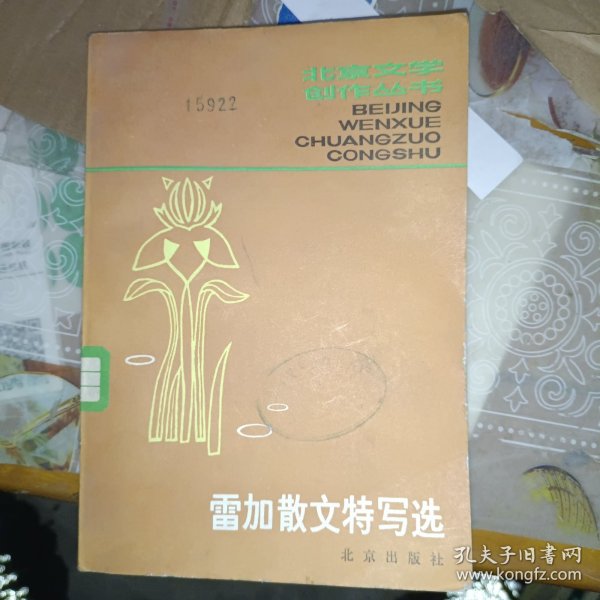 北京文学
创作丛书
BEIJING
WENXUE
CHUANGZUO
CONGSHU
15922
雷加散文特写选
北京出版社
孔夫子旧书网
www.kongfz.com